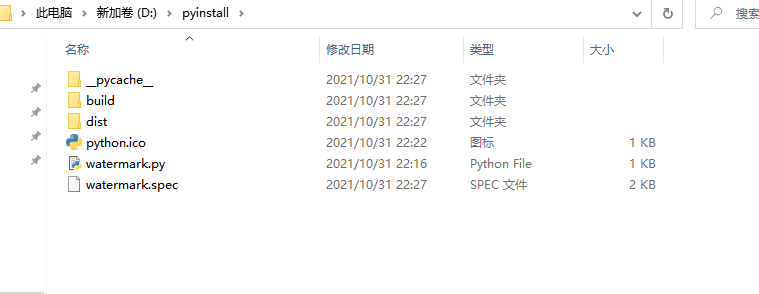 此电脑 > 新加卷 (D:) > pyinstall > 搜索
名称 修改日期 类型 大小
__pycache__ 2021/10/31 22:27 文件夹
build 2021/10/31 22:27 文件夹
dist 2021/10/31 22:27 文件夹
python.ico 2021/10/31 22:22 图标 1 KB
watermark.py 2021/10/31 22:16 Python File 1 KB
watermark.spec 2021/10/31 22:27 SPEC 文件 2 KB